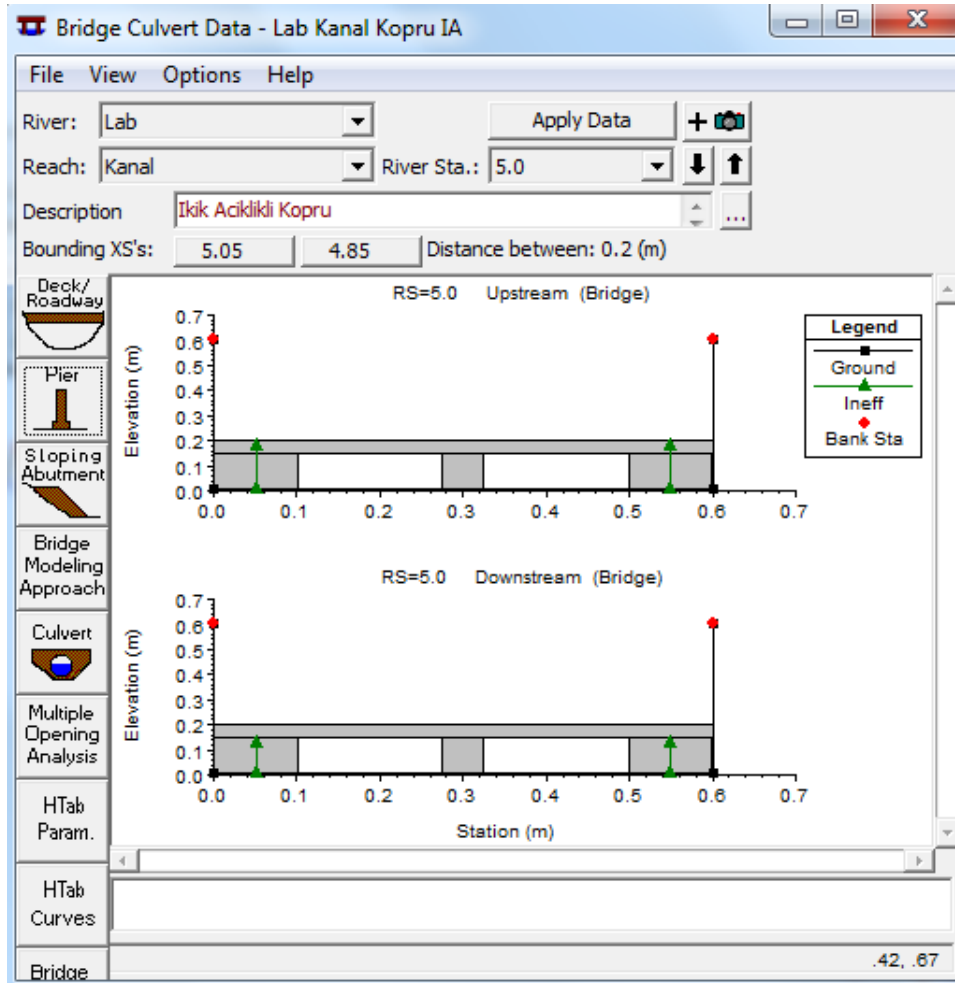 Bridge Culvert Data - Lab Kanal Kopru IA
File View Options Help
River: Lab Apply Data +
Reach: Kanal River Sta.: 5.0
Description Ikik Aciklikli Kopru ...
Bounding XS's: 5.05 4.85 Distance between: 0.2 (m)
Deck/
Roadway
Pier
Sloping
Abutment
Bridge
Modeling
Approach
Culvert
Multiple
Opening
Analysis
HTab
Param.
HTab
Curves
Bridge
RS=5.0 Upstream (Bridge)
Elevation (m)
0.7
0.6
0.5
0.4
0.3
0.2
0.1
0.0
0.0 0.1 0.2 0.3 0.4 0.5 0.6 0.7
Legend
Ground
Ineff
Bank Sta
RS=5.0 Downstream (Bridge)
Elevation (m)
0.7
0.6
0.5
0.4
0.3
0.2
0.1
0.0
0.0 0.1 0.2 0.3 0.4 0.5 0.6 0.7
Station (m)
.42, .67